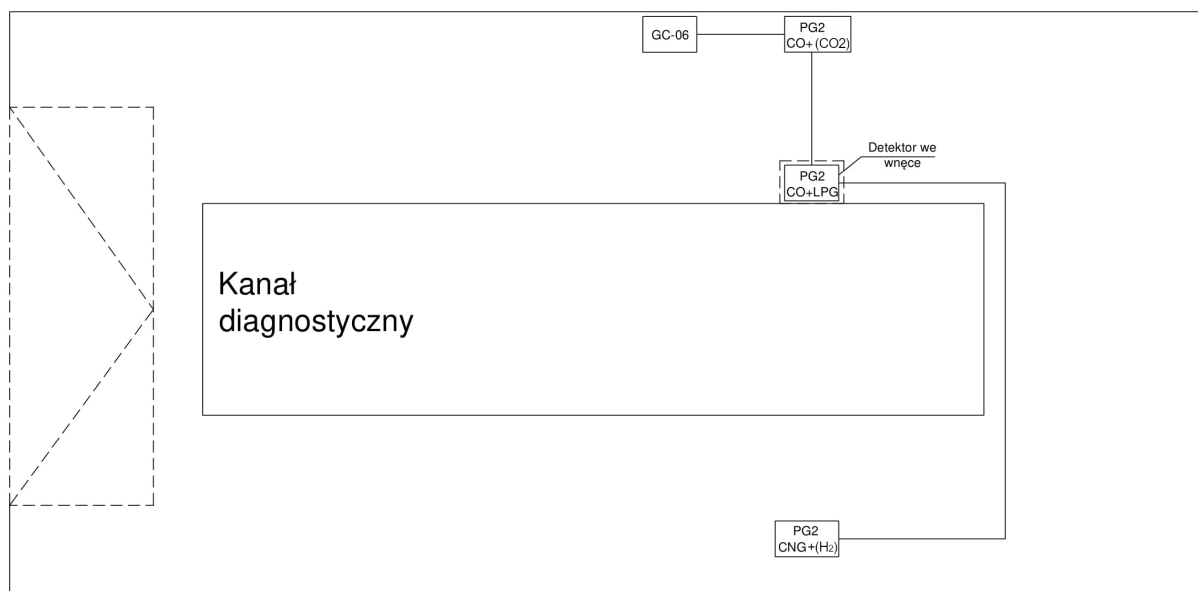 GC-06
PG2
CO+(CO2)
Detektor we
wnęce
PG2
CO+LPG
Kanał
diagnostyczny
PG2
CNG+(H₂)